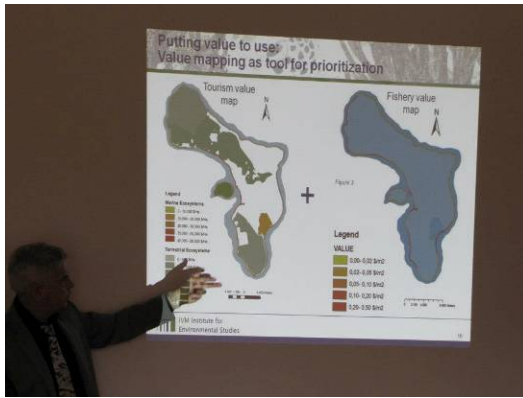 Putting value to use:
Value mapping as tool for prioritization
Tourism value
map
N
Fishery value
map
N
+
Figure 3
Legend
Marine Ecosystems
Terrestrial Ecosystems
Legend
VALUE
0,00-0,02 $/m2
0,02-0,05 $/m2
0,05-0,10 $/m2
0,10-0,20 $/m2
0,20-0,50 $/m2
IVM Institute for
Environmental Studies